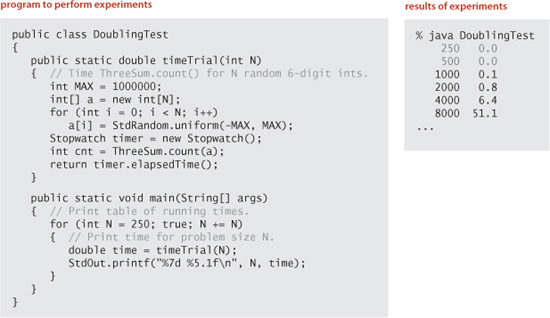 program to perform experiments
public class DoublingTest
{
public static double timeTrial(int N)
{ // Time ThreeSum.count() for N random 6-digit ints.
int MAX = 1000000;
int[] a = new int[N];
for (int i = 0; i < N; i++)
a[i] = StdRandom.uniform(-MAX, MAX);
Stopwatch timer = new Stopwatch();
int cnt = ThreeSum.count(a);
return timer.elapsedTime();
}
public static void main(String[] args)
{ // Print table of running times.
for (int N = 250; true; N += N)
{ // Print time for problem size N.
double time = timeTrial(N);
StdOut.printf("%7d %5.1f\n", N, time);
}
}
}
results of experiments
% java DoublingTest
250 0.0
500 0.0
1000 0.1
2000 0.8
4000 6.4
8000 51.1
...